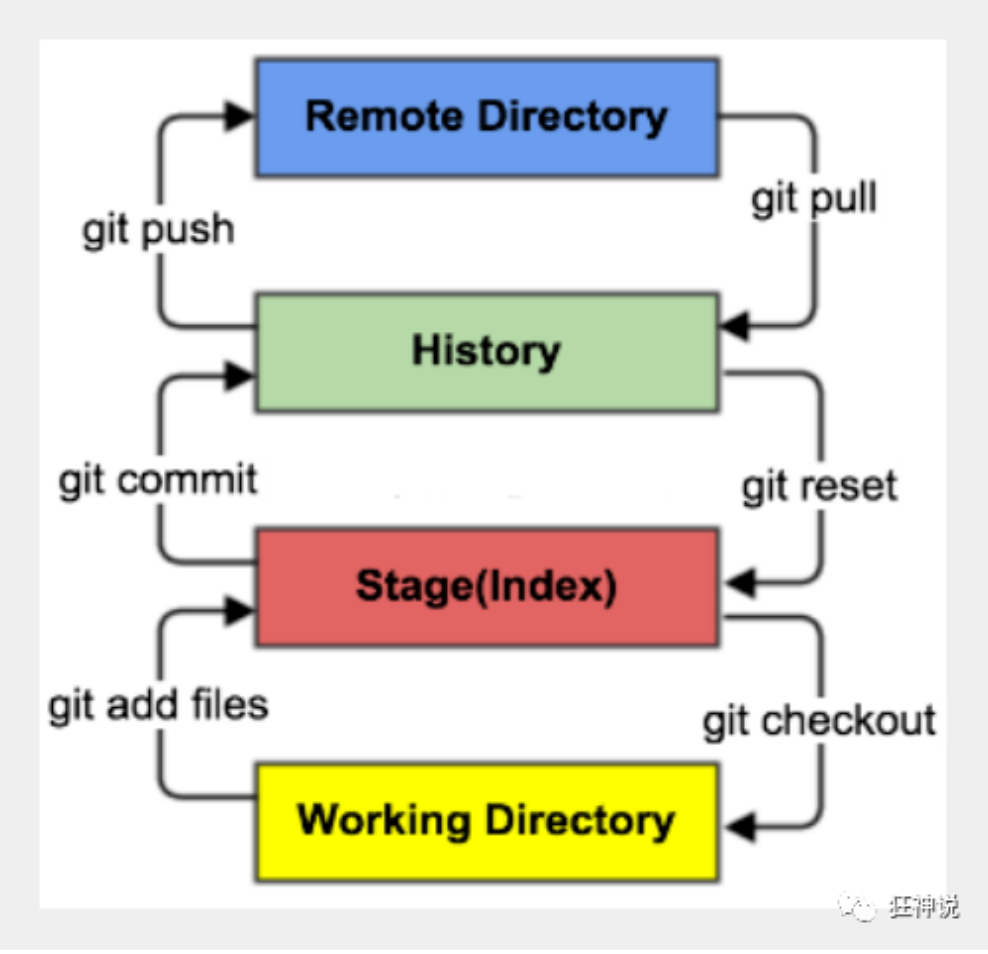 Remote Directory
git push
git pull
History
git commit
git reset
Stage(Index)
git add files
git checkout
Working Directory
狂神说